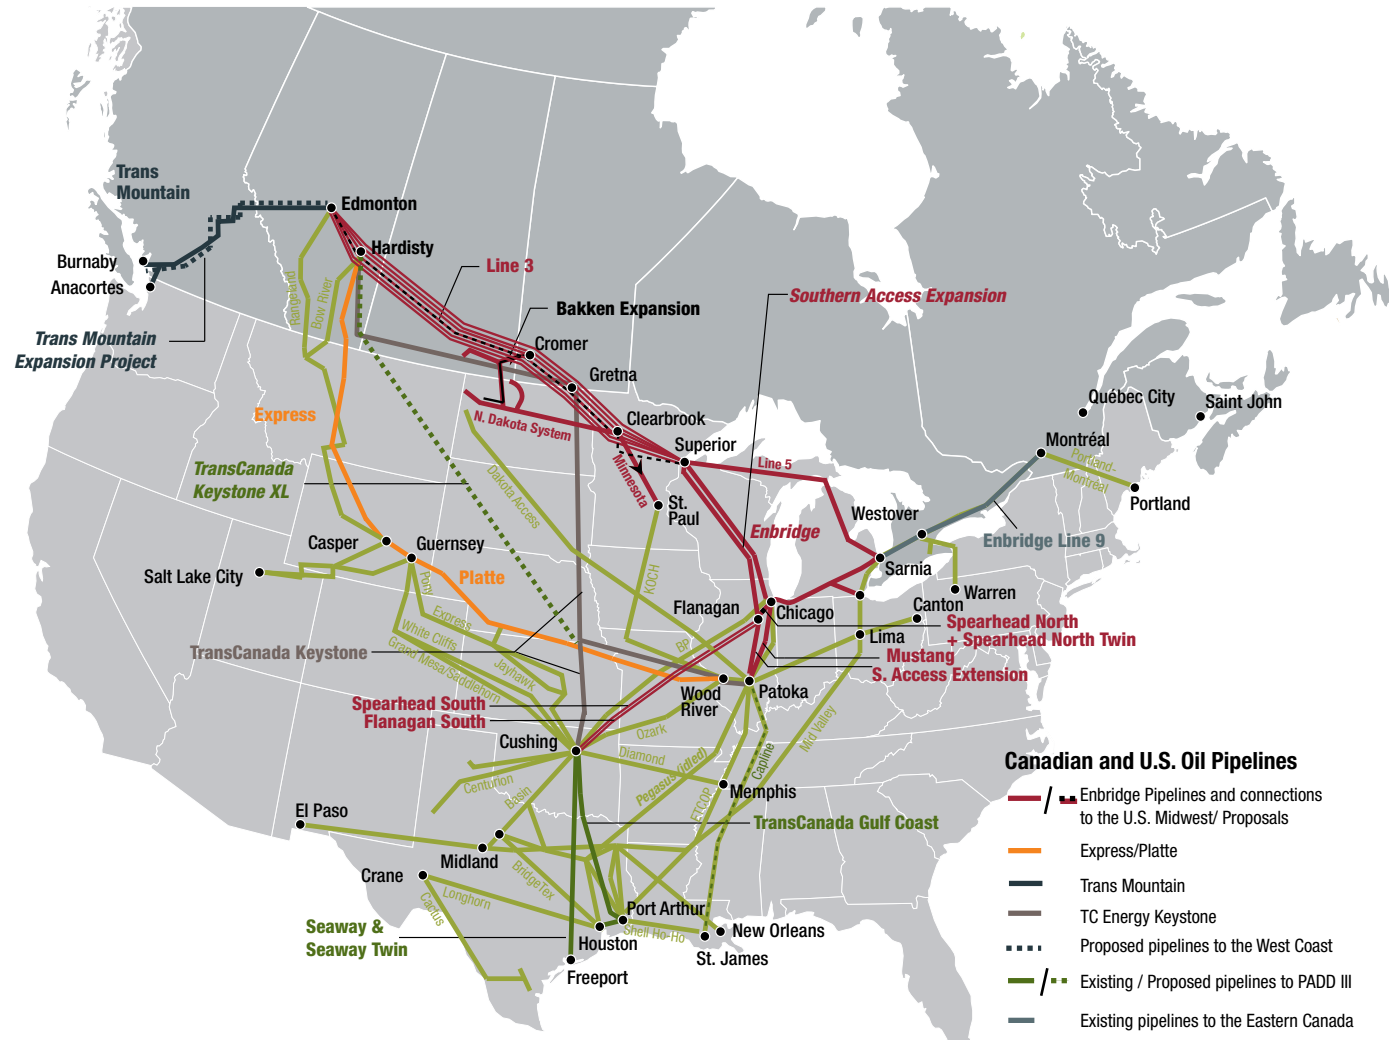 Trans
Mountain
Edmonton
Hardisty
Burnaby
Anacortes
Line 3
Rangeland
Bow River
Southern Access Expansion
Bakken Expansion
Trans Mountain
Expansion Project
Cromer
Gretna
Québec City
Saint John
Express
N. Dakota System
Clearbrook
Superior
Montréal
Portland-
Montréal
Line 5
TransCanada
Keystone XL
Dakota Access
Minnesota
St.
Paul
Portland
Westover
Enbridge
Enbridge Line 9
Casper
Guernsey
Sarnia
Salt Lake City
Platte
Pony
Express
KOCH
Flanagan
Chicago
Warren
Canton
Spearhead North
+ Spearhead North Twin
Lima
White Cliffs
Grand Mesa/Saddlehorn
Jayhawk
BP
Mustang
S. Access Extension
TransCanada Keystone
Wood
River
Patoka
Spearhead South
Flanagan South
Ozark
Mid Valley
Cushing
Diamond
Pegasus (idled)
Capline
Centurion
Basin
Memphis
ETCOP
El Paso
TransCanada Gulf Coast
Midland
Crane
BridgeTex
Longhorn
Cactus
Port Arthur
Seaway &
Seaway Twin
Houston
Shell Ho-Ho
New Orleans
St. James
Freeport
Canadian and U.S. Oil Pipelines
Enbridge Pipelines and connections
to the U.S. Midwest/ Proposals
Express/Platte
Trans Mountain
TC Energy Keystone
Proposed pipelines to the West Coast
Existing / Proposed pipelines to PADD III
Existing pipelines to the Eastern Canada